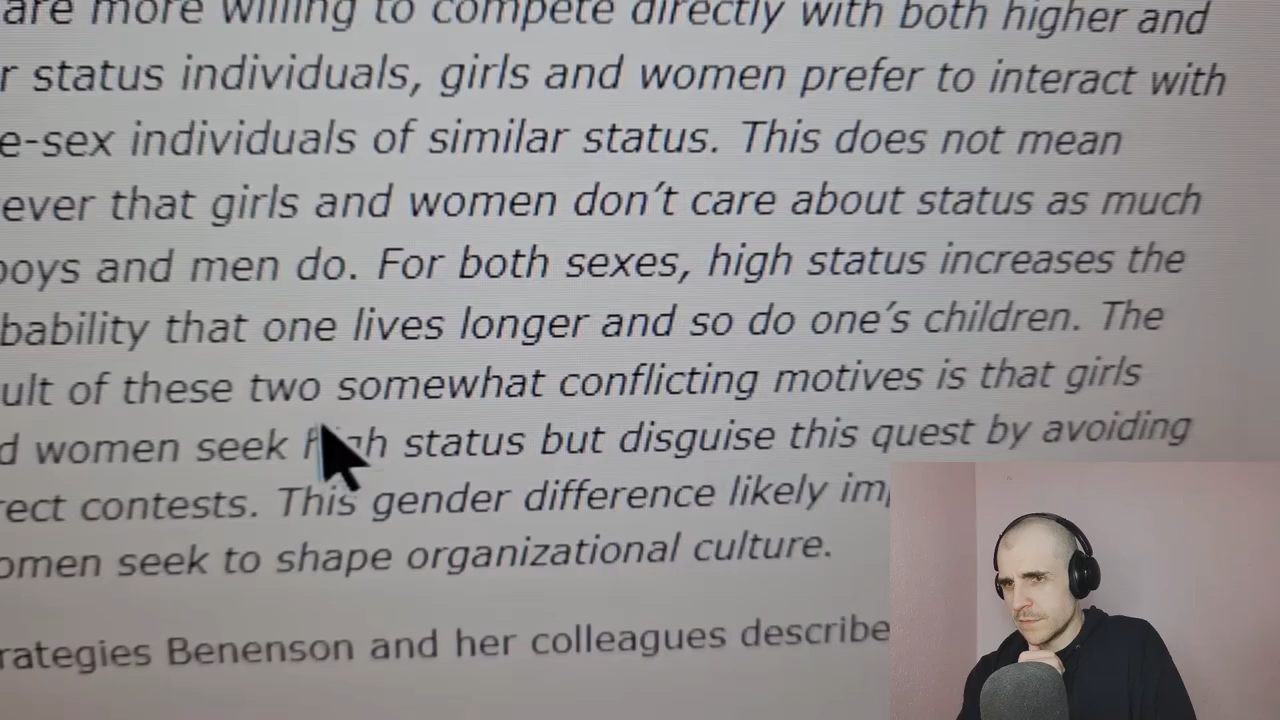 are more willing to compete directly with both higher and
r status individuals, girls and women prefer to interact with
e-sex individuals of similar status. This does not mean
ever that girls and women don't care about status as much
boys and men do. For both sexes, high status increases the
bability that one lives longer and so do one's children. The
ult of these two somewhat conflicting motives is that girls
d women seek high status but disguise this quest by avoiding
rect contests. This gender difference likely im
omen seek to shape organizational culture.
rategies Benenson and her colleagues describe